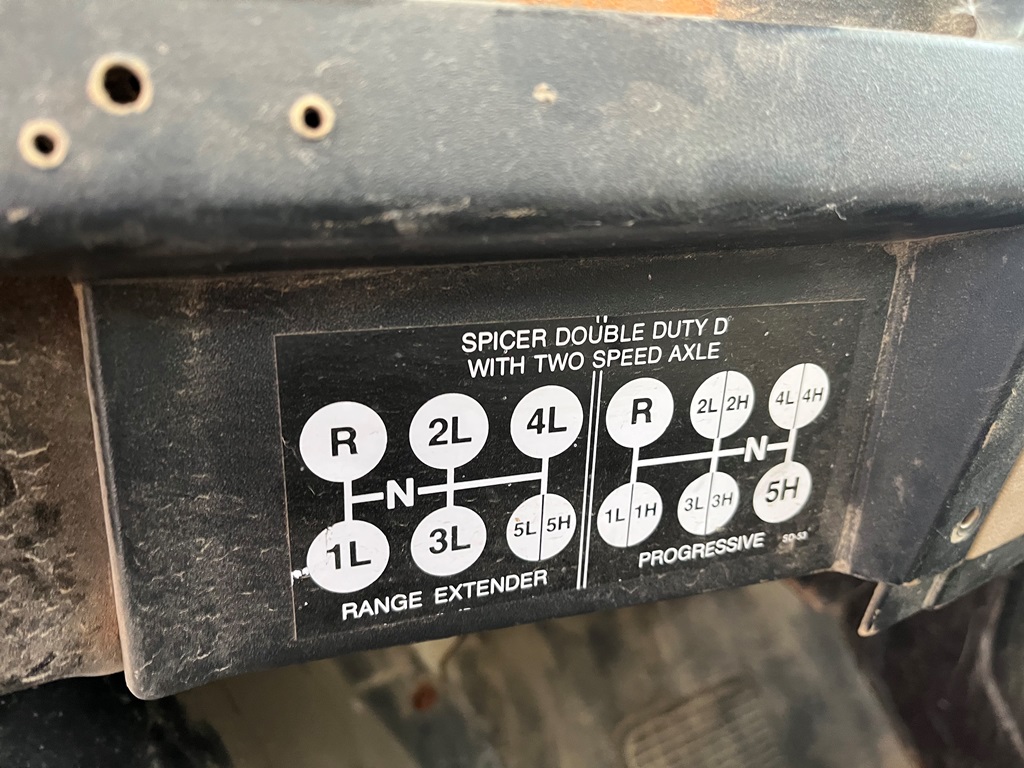 SPICER DOUBLE DUTY D
WITH TWO SPEED AXLE
R 2L 4L
N
1L 3L 5L 5H
RANGE EXTENDER
R 2L 2H 4L 4H
N
1L 1H 3L 3H 5H
PROGRESSIVE